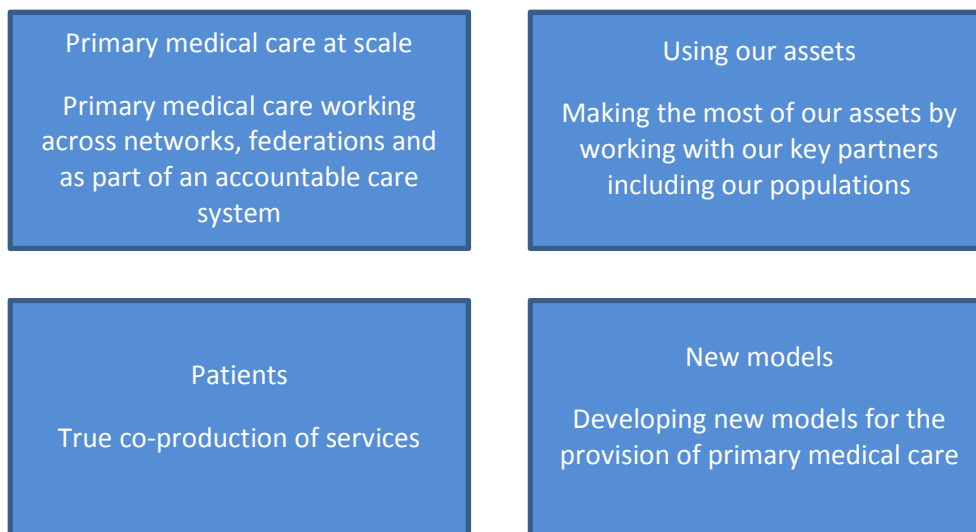 Primary medical care at scale
Primary medical care working
across networks, federations and
as part of an accountable care
system
Using our assets
Making the most of our assets by
working with our key partners
including our populations
Patients
True co-production of services
New models
Developing new models for the
provision of primary medical care